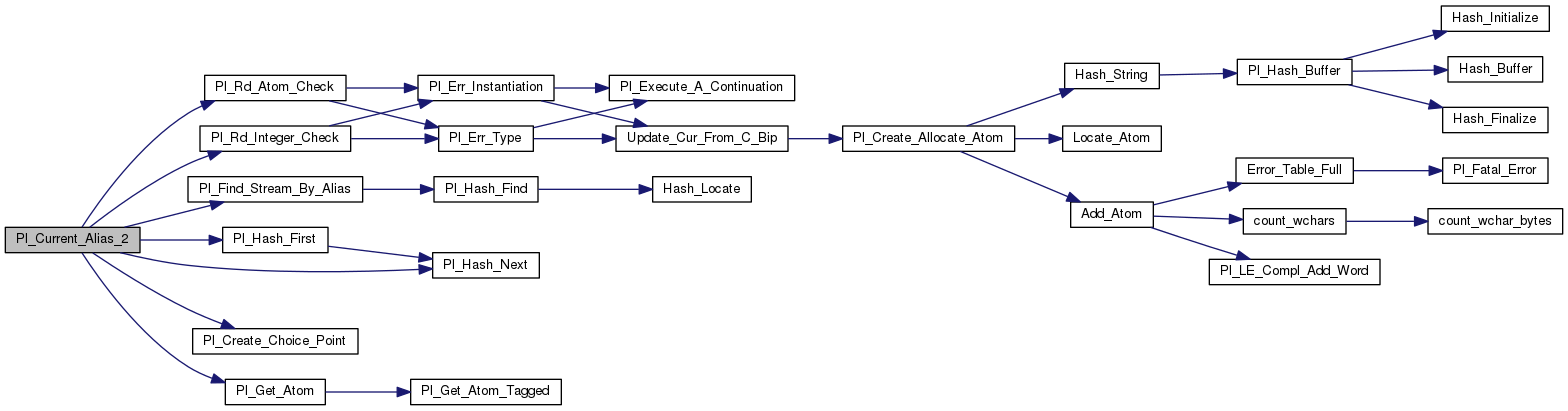 Pl_Current_Alias_2
Pl_Rd_Atom_Check
Pl_Rd_Integer_Check
Pl_Find_Stream_By_Alias
Pl_Hash_First
Pl_Create_Choice_Point
Pl_Get_Atom
Pl_Err_Instantiation
Pl_Err_Type
Pl_Hash_Find
Pl_Hash_Next
Pl_Get_Atom_Tagged
Pl_Execute_A_Continuation
Update_Cur_From_C_Bip
Hash_Locate
Pl_Create_Allocate_Atom
Hash_String
Locate_Atom
Add_Atom
Pl_Hash_Buffer
Error_Table_Full
count_wchars
Pl_LE_Compl_Add_Word
Hash_Initialize
Hash_Buffer
Hash_Finalize
Pl_Fatal_Error
count_wchar_bytes